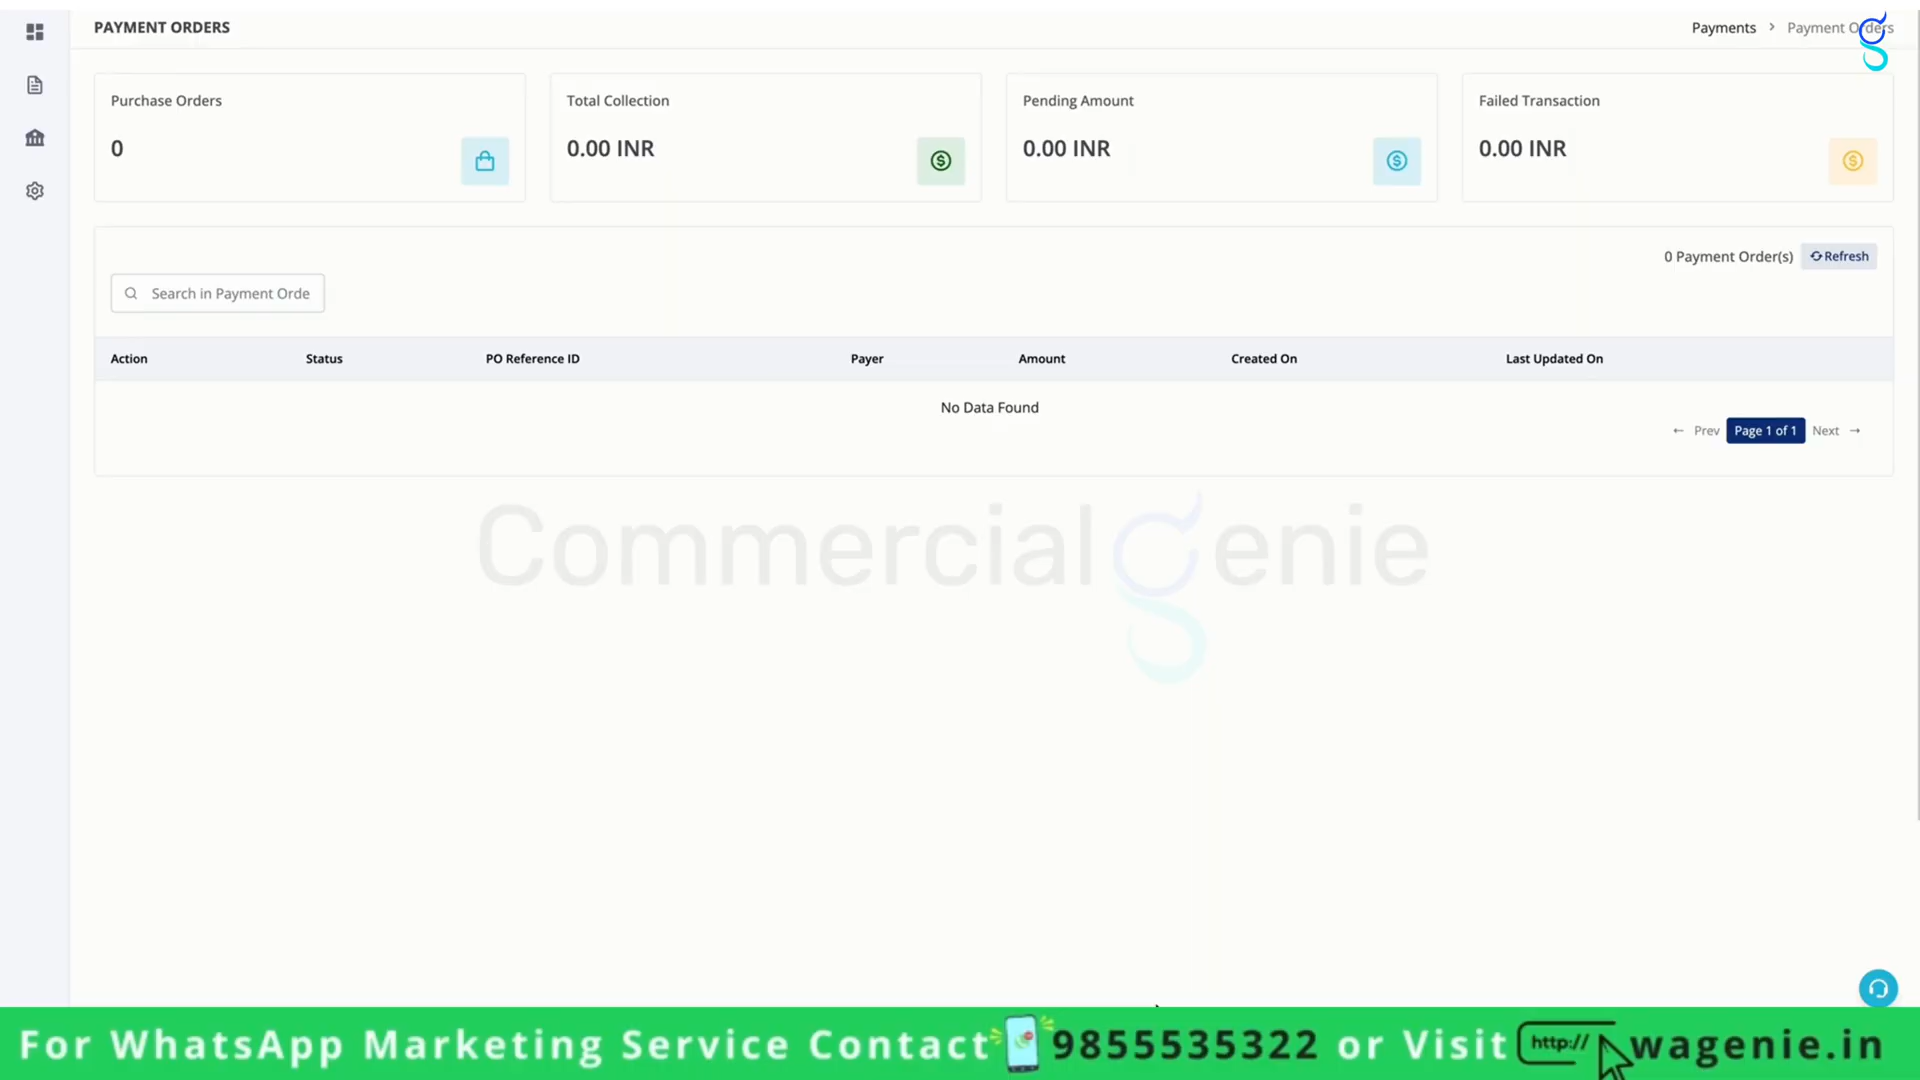 PAYMENT ORDERS
Payments > Payment Orders
Purchase Orders
0
Total Collection
0.00 INR
Pending Amount
0.00 INR
Failed Transaction
0.00 INR
0 Payment Order(s) Refresh
Search in Payment Orde
Action Status PO Reference ID Payer Amount Created On Last Updated On
No Data Found
← Prev Page 1 of 1 Next →
Commercialgenie
For WhatsApp Marketing Service Contact 9855535322 or Visit http:// wagenie.in